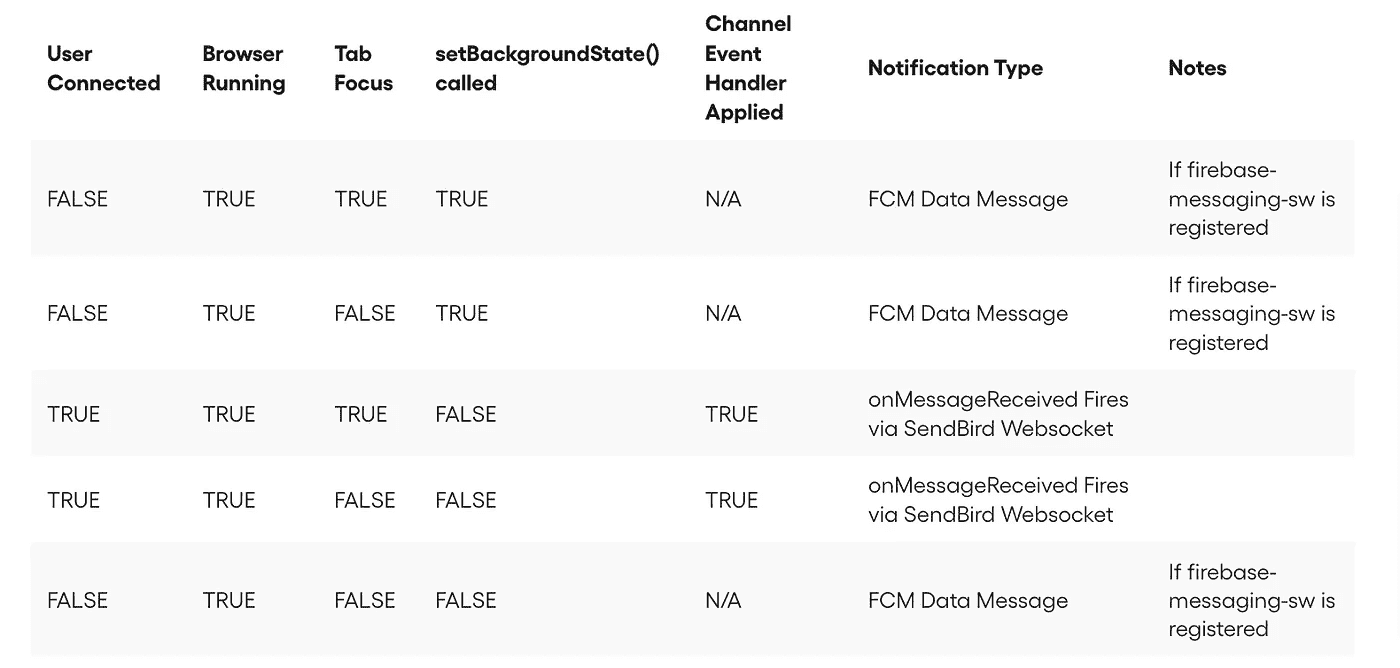 User Connected Browser Running Tab Focus setBackgroundState() called Channel Event Handler Applied Notification Type Notes
FALSE TRUE TRUE TRUE N/A FCM Data Message If firebase-messaging-sw is registered
FALSE TRUE FALSE TRUE N/A FCM Data Message If firebase-messaging-sw is registered
TRUE TRUE TRUE FALSE TRUE onMessageReceived Fires via SendBird Websocket
TRUE TRUE FALSE FALSE TRUE onMessageReceived Fires via SendBird Websocket
FALSE TRUE FALSE FALSE N/A FCM Data Message If firebase-messaging-sw is registered